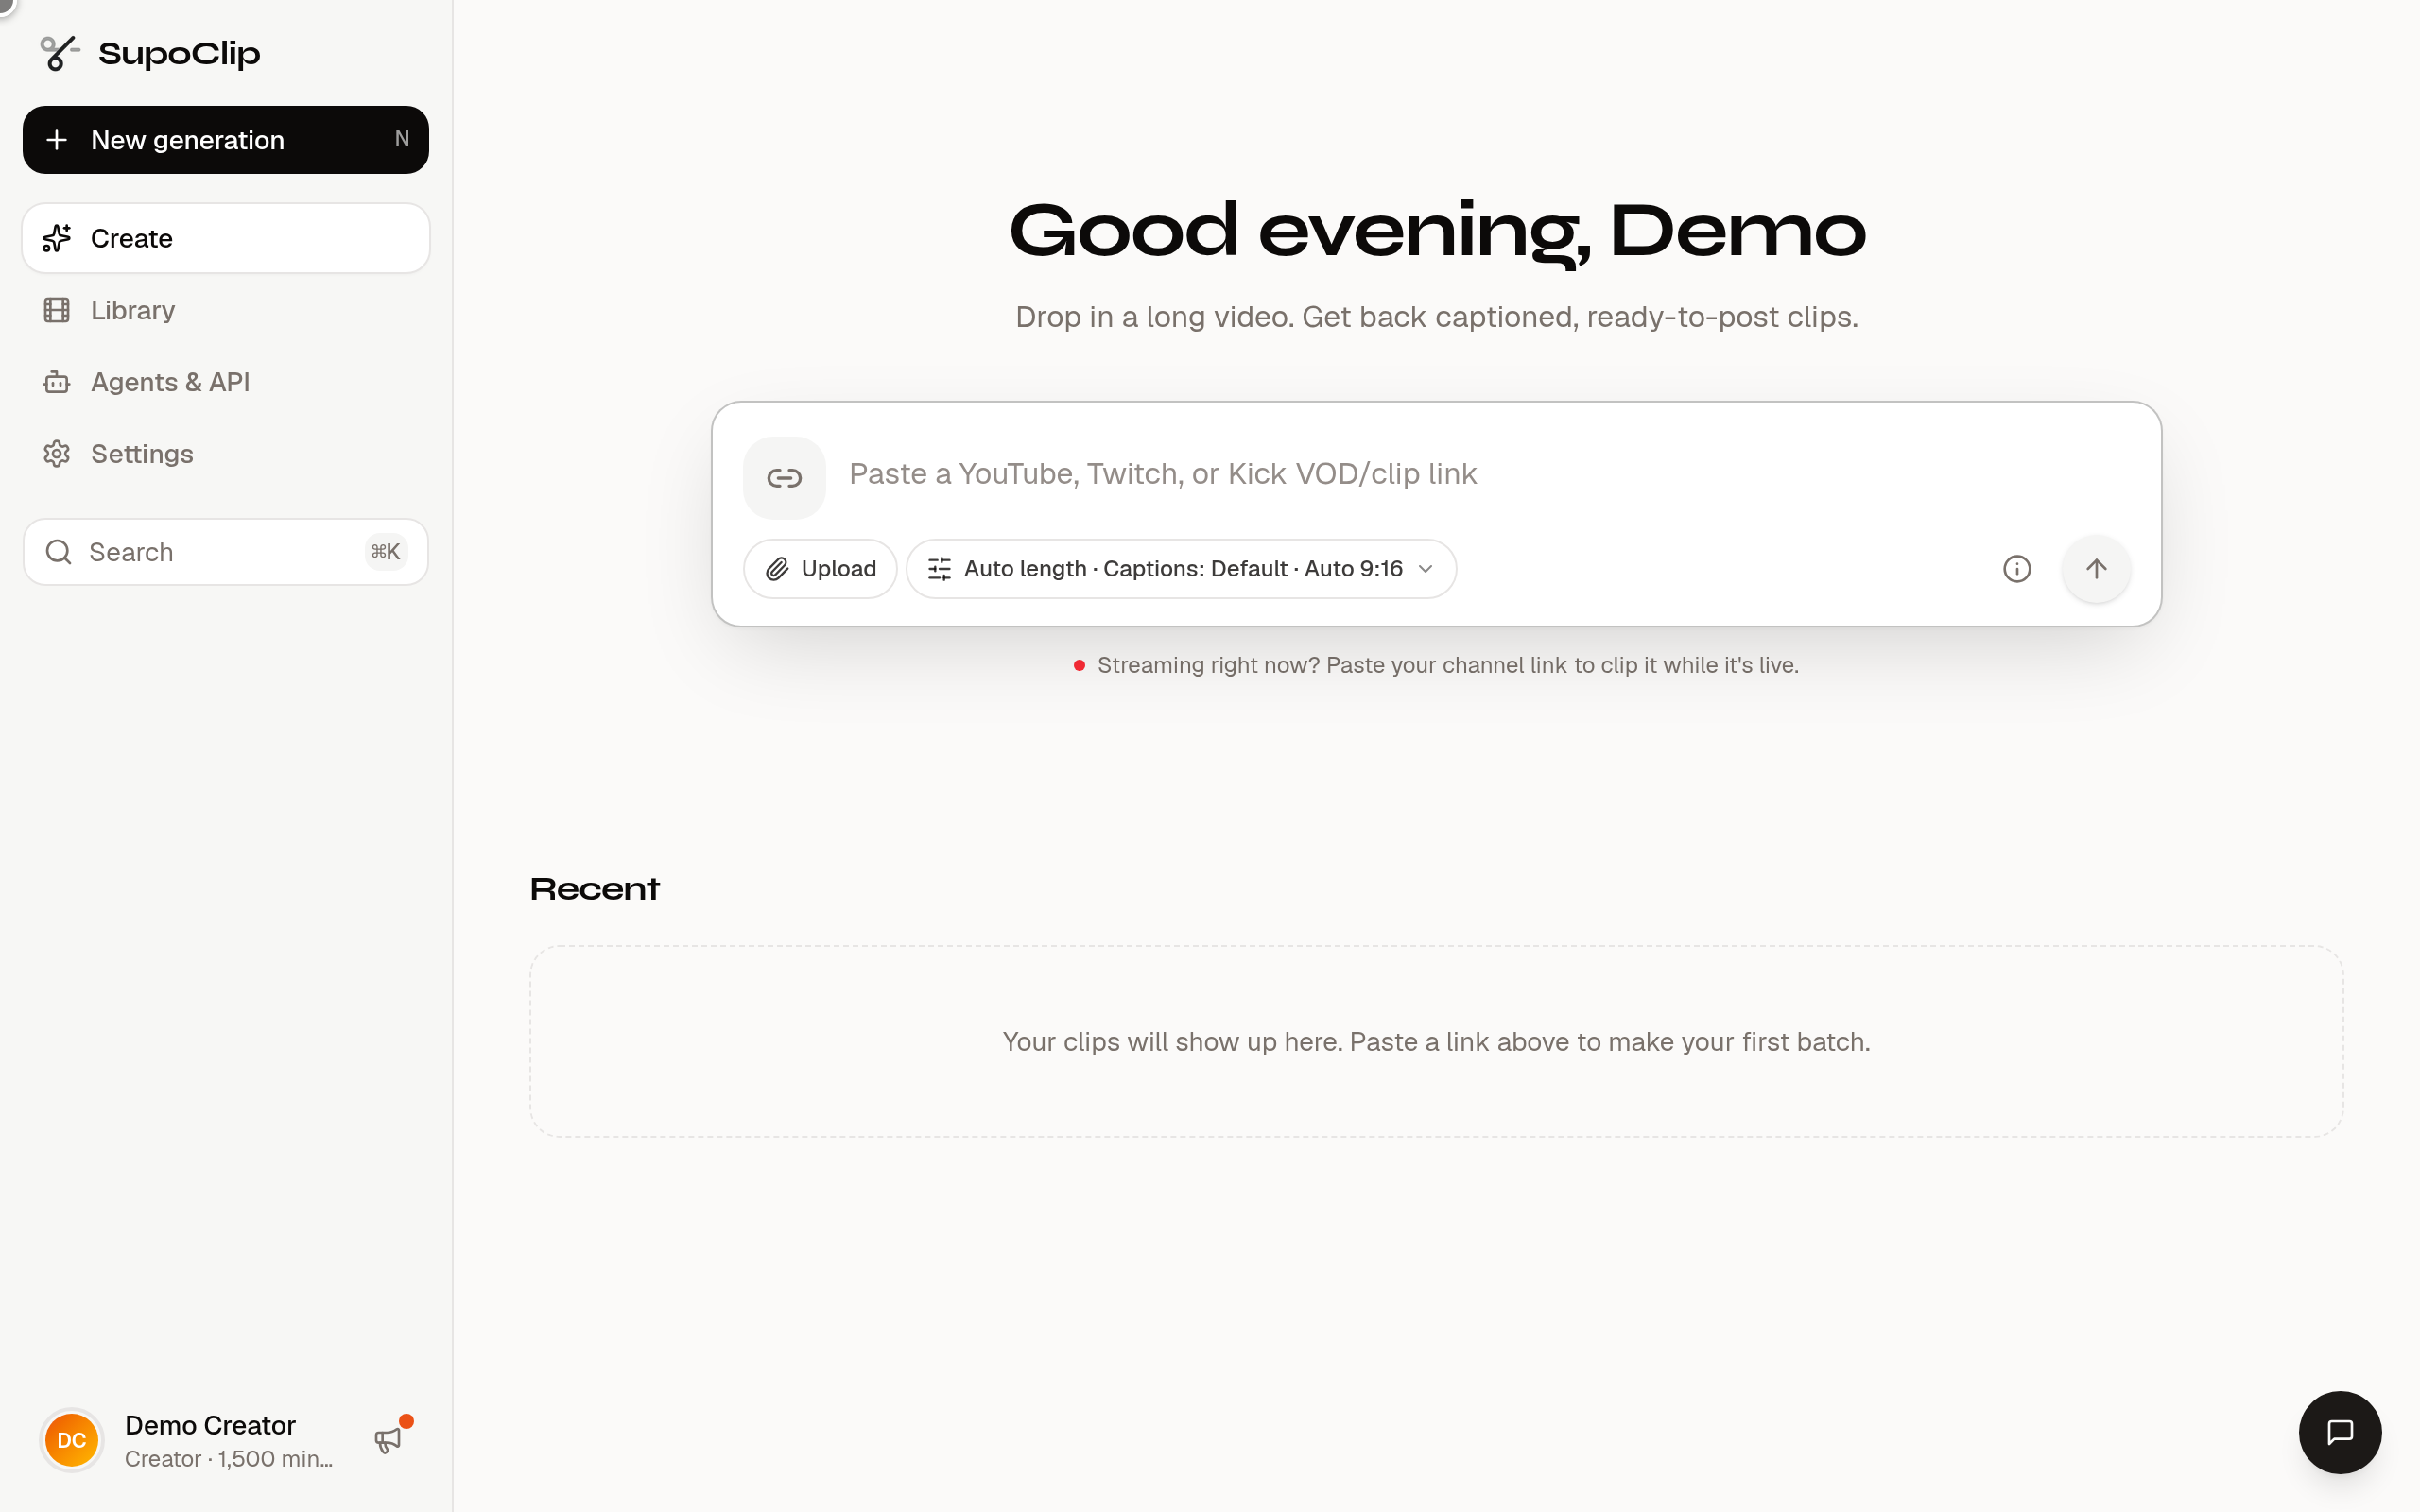 SupoClip
New generation N
Create
Library
Agents & API
Settings
Search ⌘K
Good evening, Demo
Drop in a long video. Get back captioned, ready-to-post clips.
Paste a YouTube, Twitch, or Kick VOD/clip link
Upload
Auto length · Captions: Default · Auto 9:16
Streaming right now? Paste your channel link to clip it while it's live.
Recent
Your clips will show up here. Paste a link above to make your first batch.
DC
Demo Creator
Creator · 1,500 min...